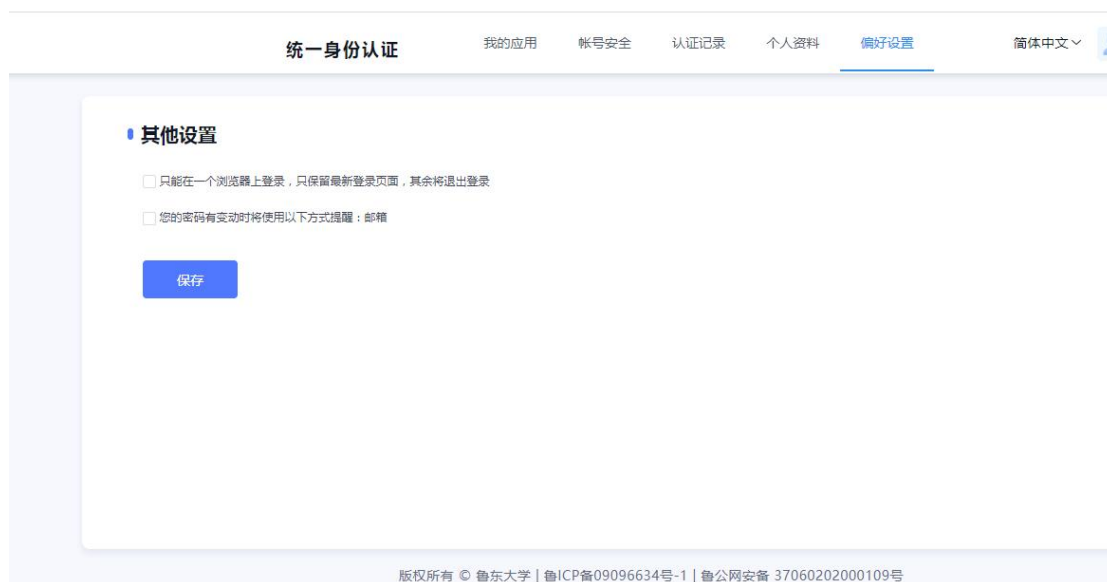 统一身份认证 我的应用 帐号安全 认证记录 个人资料 偏好设置 简体中文
其他设置
只能在一个浏览器上登录，只保留最新登录页面，其余将退出登录
您的密码有变动时将使用以下方式提醒：邮箱
保存
版权所有 © 鲁东大学 | 鲁ICP备09096634号-1 | 鲁公网安备 37060202000109号